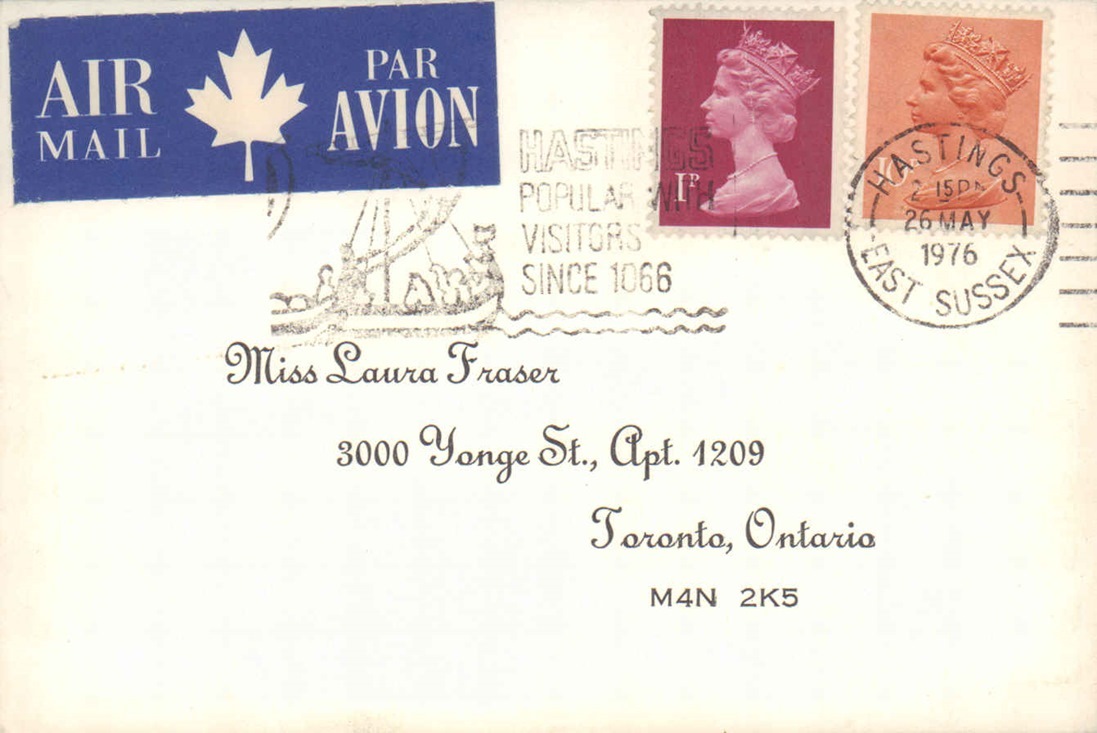 AIR
MAIL
PAR
AVION
HASTINGS
POPULAR WITH
VISITORS
SINCE 1066
1P
10P
HASTINGS
2 15PM
26 MAY
1976
EAST SUSSEX
Miss Laura Fraser
3000 Yonge St., Apt. 1209
Toronto, Ontario
M4N 2K5